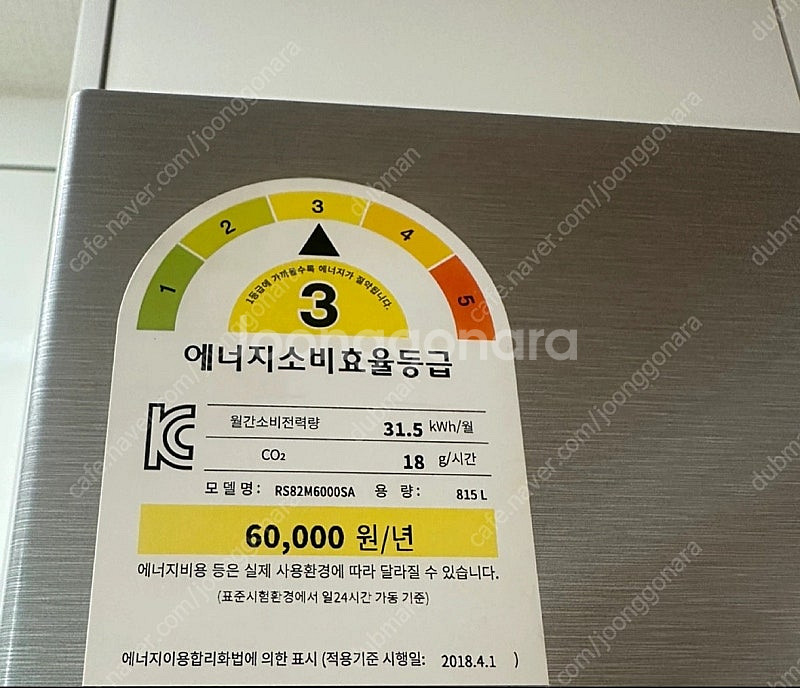 1 2 3 4 5
1등급에 가까울수록 에너지가 절약됩니다.
3
에너지소비효율등급
KC
월간소비전력량 31.5 kWh/월
CO₂ 18 g/시간
모델명: RS82M6000SA 용 량: 815 L
60,000 원/년
에너지비용 등은 실제 사용환경에 따라 달라질 수 있습니다.
(표준시험환경에서 일24시간 가동 기준)
에너지이용합리화법에 의한 표시 (적용기준 시행일: 2018.4.1 )
joonggonara
cafe.naver.com/joonggonara
dubman